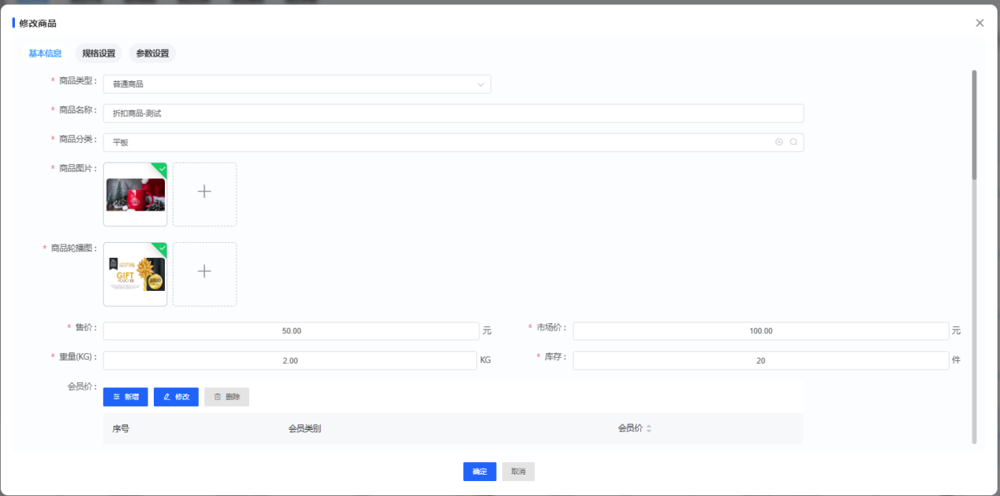 修改商品
基本信息 规格设置 参数设置
* 商品类型： 普通商品
* 商品名称： 折扣商品-测试
* 商品分类： 平板
* 商品图片：
* 商品轮播图：
GIFT
* 售价： 50.00 元 * 市场价： 100.00 元
* 重量(KG)： 2.00 KG * 库存： 20 件
会员价： 新增 修改 删除
序号 会员类别 会员价
确定 取消